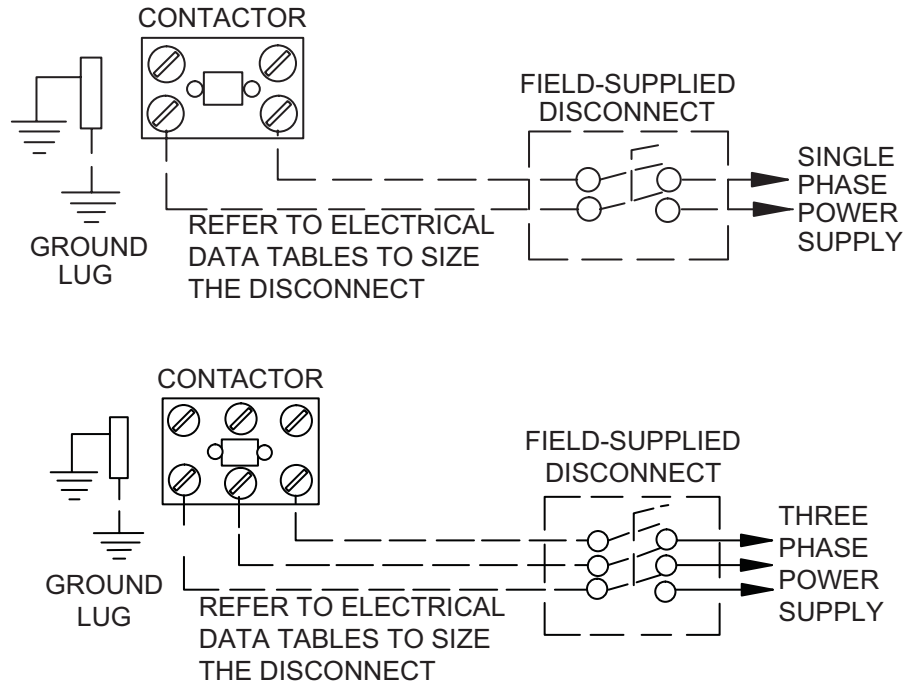 CONTACTOR
FIELD-SUPPLIED
DISCONNECT
SINGLE
PHASE
POWER
SUPPLY
GROUND
LUG
REFER TO ELECTRICAL
DATA TABLES TO SIZE
THE DISCONNECT
CONTACTOR
FIELD-SUPPLIED
DISCONNECT
THREE
PHASE
POWER
SUPPLY
GROUND
LUG
REFER TO ELECTRICAL
DATA TABLES TO SIZE
THE DISCONNECT